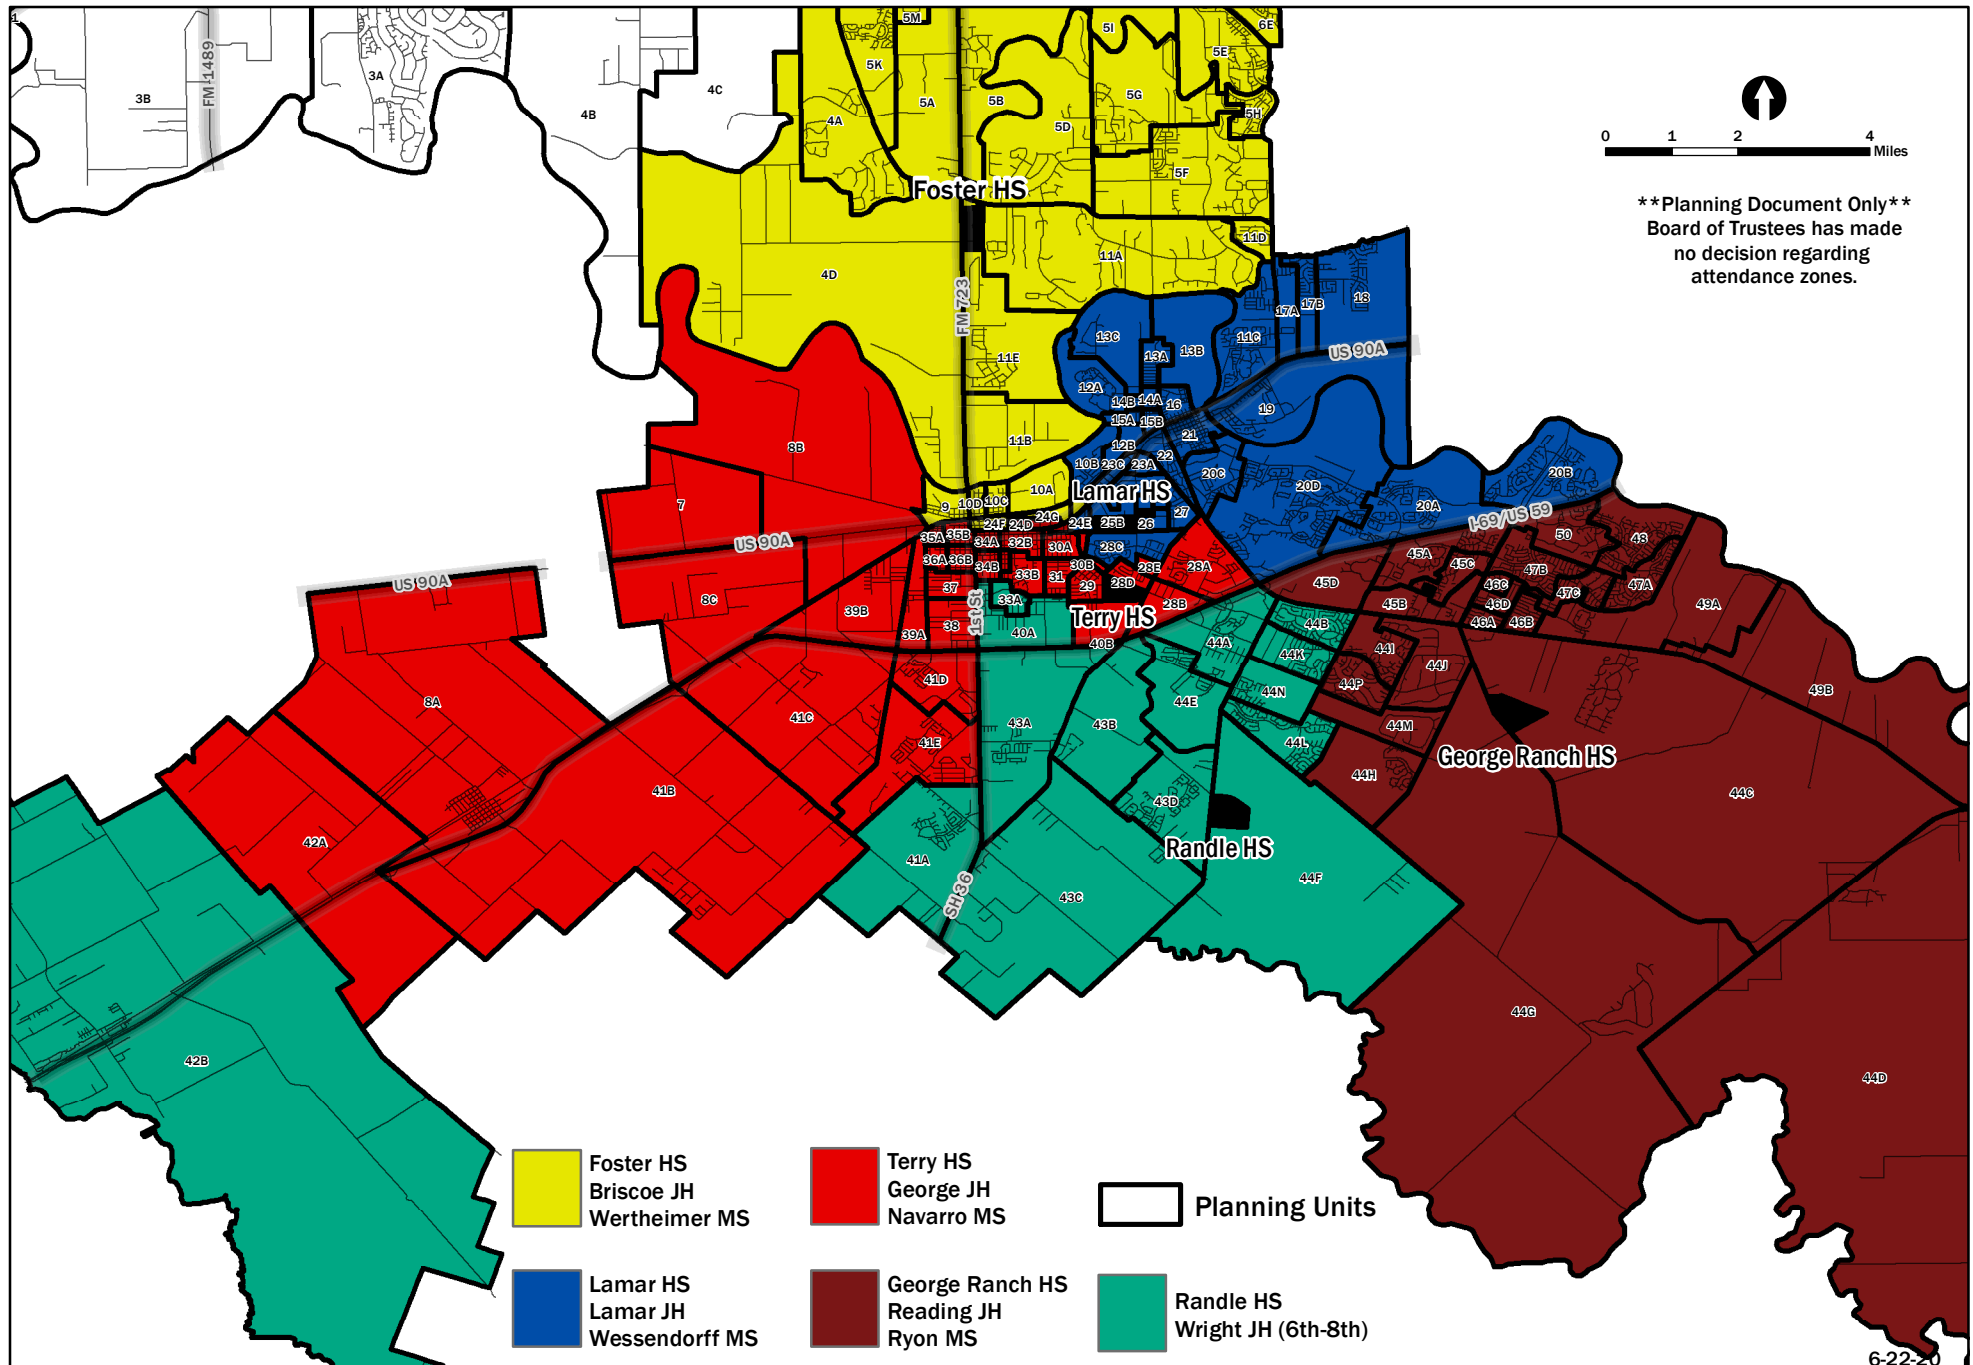 1
3B
FM 1489
3A
4B
4C
4A
5K
5M
5A
5B
5D
5I
5G
5E
6E
5H
5F
0 1 2 4
Miles
**Planning Document Only**
Board of Trustees has made
no decision regarding
attendance zones.
Foster HS
4D
FM 723
11A
11D
11E
11B
13C
13A
13B
11C
17A
17B
18
US 90A
12A
14B
14A
16
15A
15B
19
21
12B
10B
23C
23A
22
20C
20D
20A
20B
I-69/US 59
Lamar HS
8B
7
US 90A
9
10D
10C
10A
24F
24D
24G
24E
25B
26
27
35A
35B
34A
32B
30A
28C
36A
36B
34B
33B
31
30B
29
28D
28E
28A
37
33A
28B
38
1st St
40A
Terry HS
40B
39B
39A
8C
US 90A
8A
41D
41C
41E
41B
42A
42B
43A
43B
43C
43D
41A
SH 36
44A
44B
44K
44E
44N
44L
44F
Randle HS
45D
45A
45C
45B
50
48
47B
47A
47C
46C
46D
46A
46B
49A
49B
44I
44J
44P
44M
44H
George Ranch HS
44C
44G
44D
Foster HS
Briscoe JH
Wertheimer MS
Terry HS
George JH
Navarro MS
Planning Units
Lamar HS
Lamar JH
Wessendorff MS
George Ranch HS
Reading JH
Ryon MS
Randle HS
Wright JH (6th-8th)
6-22-20